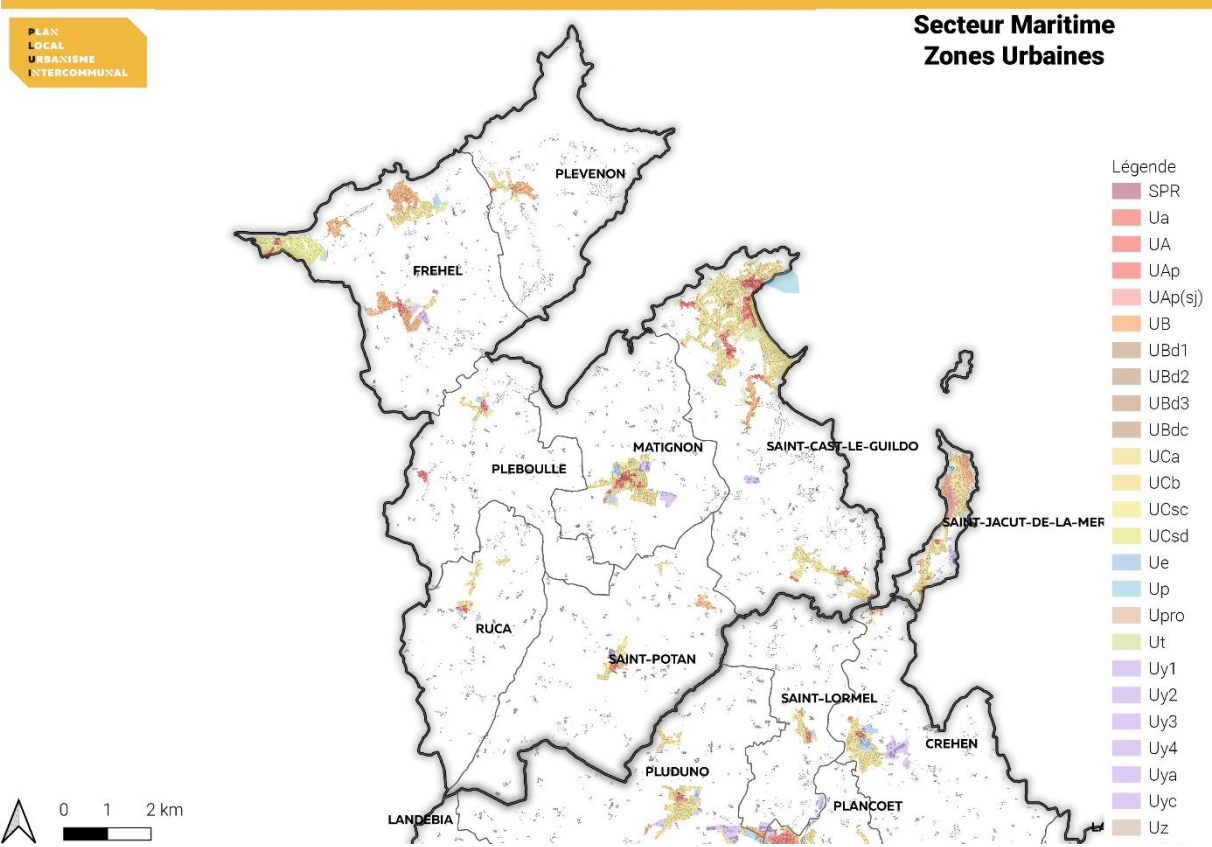 PLAN
LOCAL
URBANISME
INTERCOMMUNAL
Secteur Maritime
Zones Urbaines
PLEVENON
FREHEL
MATIGNON
SAINT-CAST-LE-GUILDO
PLEBOULLE
SAINT-JACUT-DE-LA-MER
RUCA
SAINT-POTAN
SAINT-LORMEL
CREHEN
PLUDUNO
PLANCOET
LANDEBIA
0 1 2 km
Légende
SPR
Ua
UA
UAp
UAp(sj)
UB
UBd1
UBd2
UBd3
UBdc
UCa
UCb
UCsc
UCsd
Ue
Up
Upro
Ut
Uy1
Uy2
Uy3
Uy4
Uya
Uyc
Uz